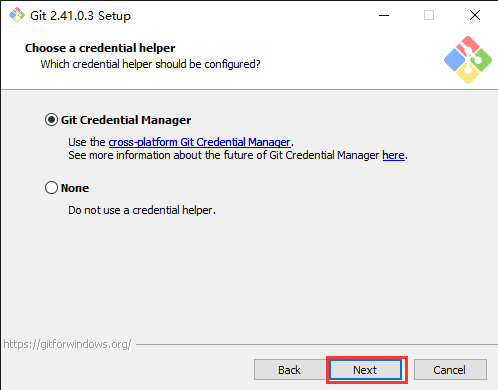 Git 2.41.0.3 Setup
Choose a credential helper
Which credential helper should be configured?
Git Credential Manager
Use the cross-platform Git Credential Manager.
See more information about the future of Git Credential Manager here.
None
Do not use a credential helper.
https://gitforwindows.org/
Back Next Cancel